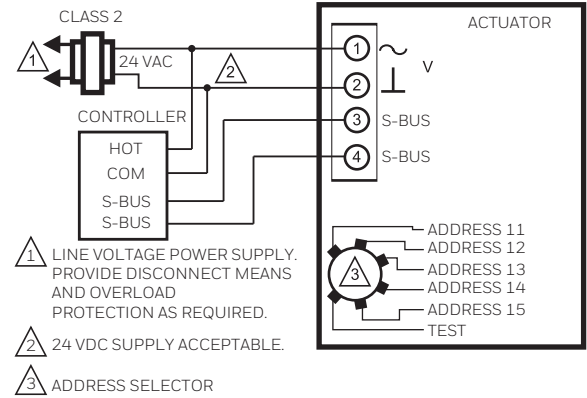 CLASS 2
ACTUATOR
1
24 VAC
2
1
V
2
CONTROLLER
3 S-BUS
HOT
4 S-BUS
COM
S-BUS
S-BUS
ADDRESS 11
ADDRESS 12
ADDRESS 13
3
ADDRESS 14
ADDRESS 15
TEST
1 LINE VOLTAGE POWER SUPPLY.
PROVIDE DISCONNECT MEANS
AND OVERLOAD
PROTECTION AS REQUIRED.
2 24 VDC SUPPLY ACCEPTABLE.
3 ADDRESS SELECTOR